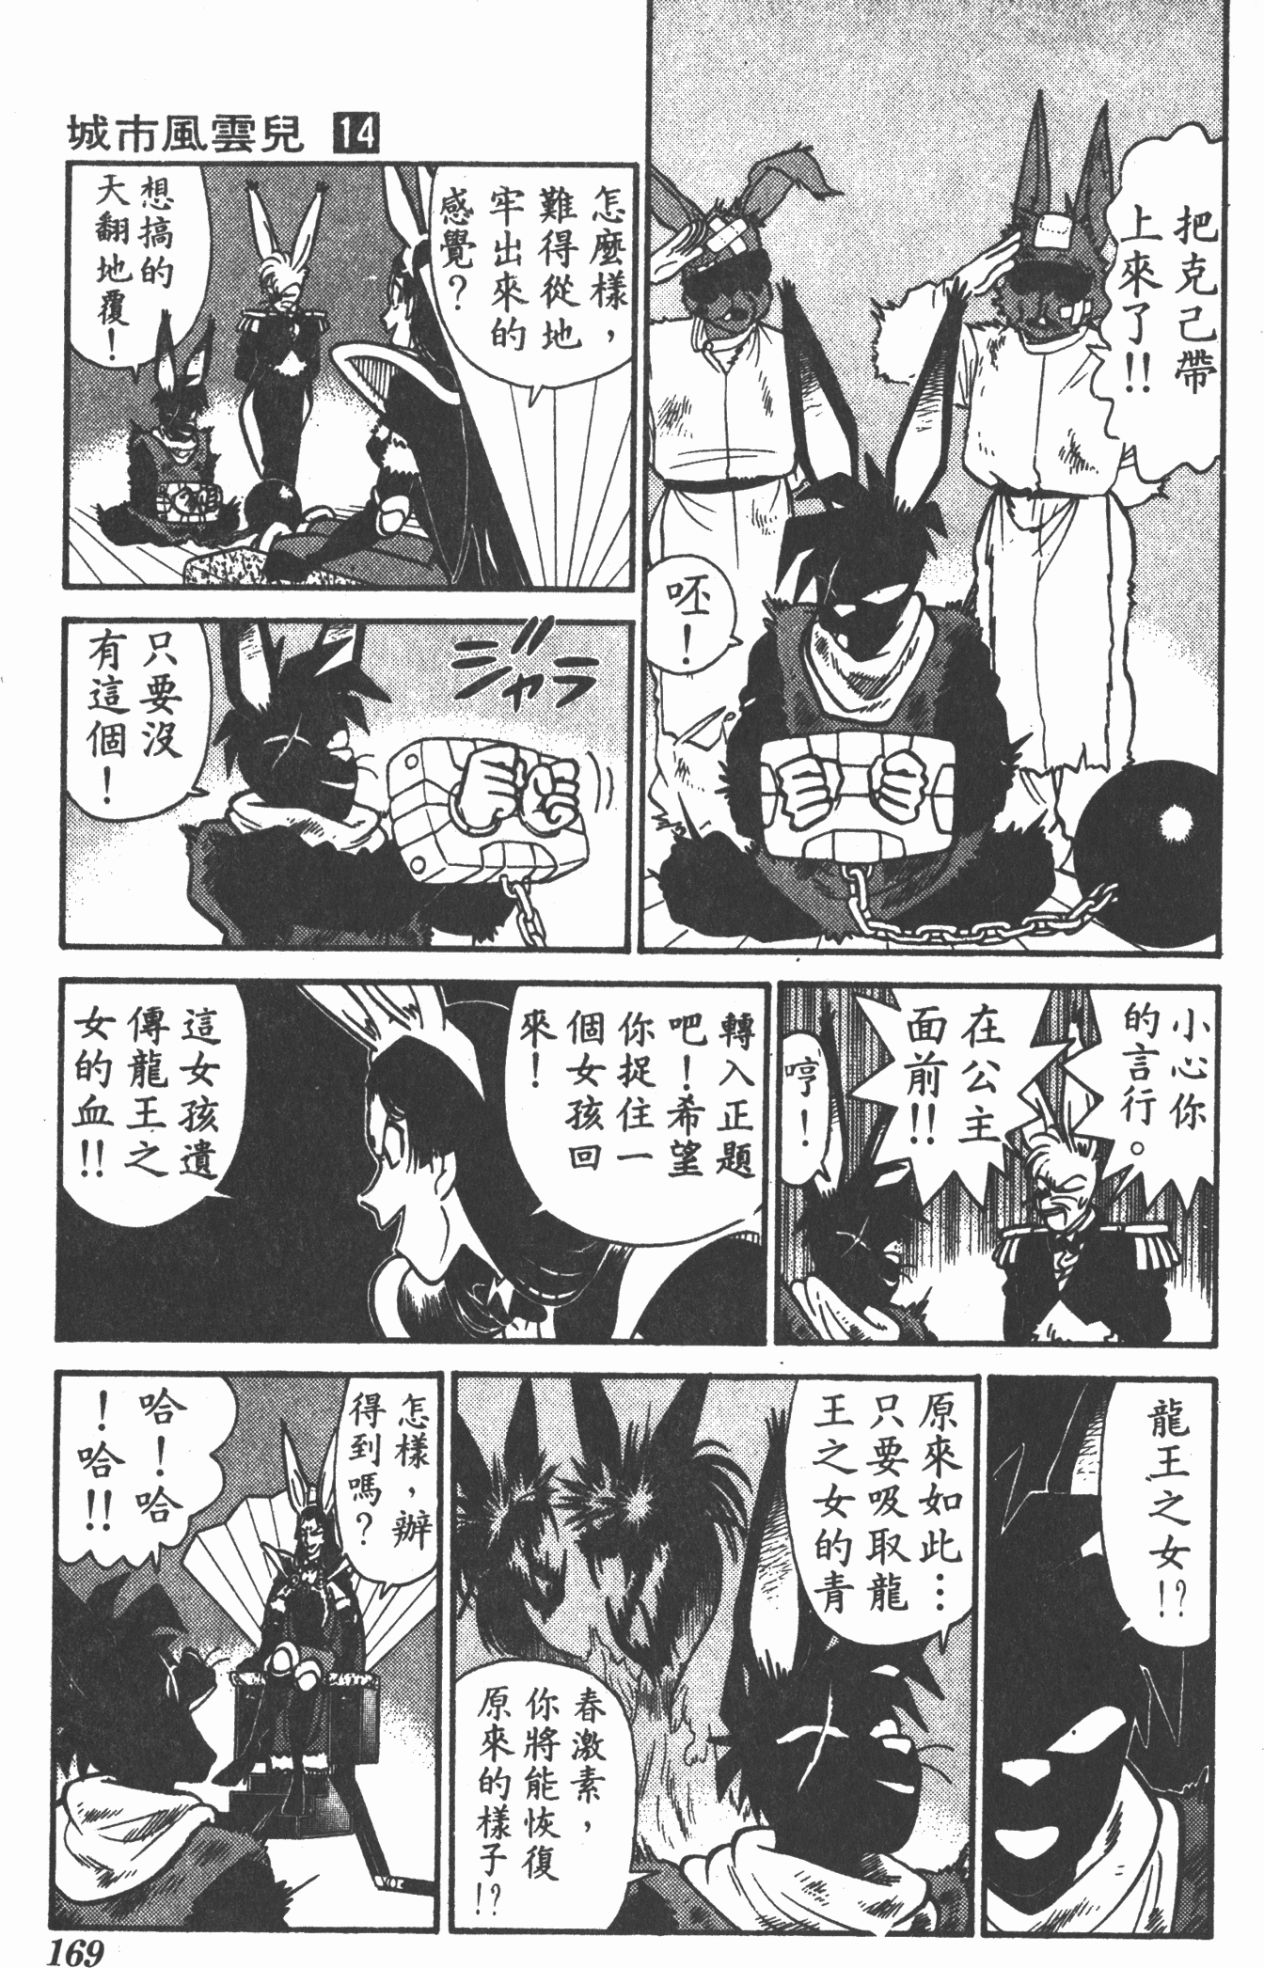 城市風雲兒 14
把克己帶
上來了!!
呸！
怎麼樣，
難得從地
牢出來的
感覺？
想搞的
天翻地覆！
ジャラ
只要沒
有這個！
小心你
的言行。
在公主
面前!!
哼！
轉入正題
吧！希望
你捉住一
個女孩回
來！
這女孩遺
傳龍王之
女的血!!
龍王之女!?
原來如此…
只要吸取龍
王之女的青
春激素，
你將能恢復
原來的樣子!?
怎樣，辦
得到嗎？
哈！哈
！哈!!
169